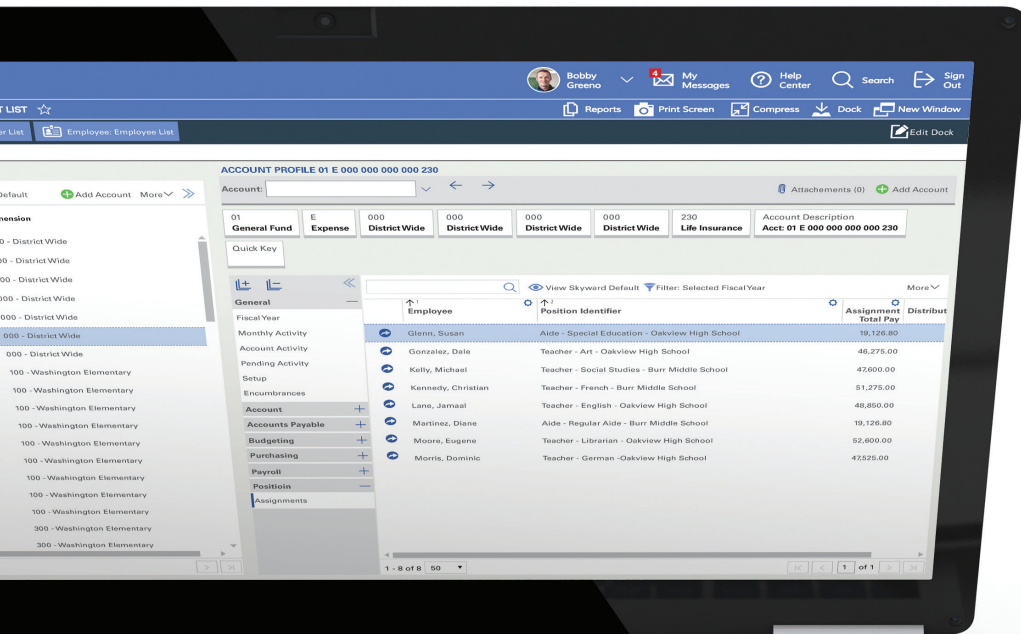 Bobby Greeno
4
My Messages
Help Center
Search
Sign Out
T LIST
Reports
Print Screen
Compress
Dock
New Window
er List
Employee: Employee List
Edit Dock
Default
Add Account
More
mension
0 - District Wide
00 - District Wide
00 - District Wide
000 - District Wide
000 - District Wide
000 - District Wide
000 - District Wide
100 - Washington Elementary
100 - Washington Elementary
100 - Washington Elementary
100 - Washington Elementary
100 - Washington Elementary
100 - Washington Elementary
100 - Washington Elementary
100 - Washington Elementary
100 - Washington Elementary
300 - Washington Elementary
300 - Washington Elementary
ACCOUNT PROFILE 01 E 000 000 000 000 230
Account:
Attachements (0)
Add Account
01
General Fund
E
Expense
000
District Wide
000
District Wide
000
District Wide
000
District Wide
230
Life Insurance
Account Description
Acct: 01 E 000 000 000 000 230
Quick Key
General
Fiscal Year
Monthly Activity
Account Activity
Pending Activity
Setup
Encumbrances
Account
Accounts Payable
Budgeting
Purchasing
Payroll
Positioin
Assignments
View Skyward Default
Filter: Selected Fiscal Year
More
1
Employee
2
Position Identifier
Assignment Total Pay
Distribut
Glenn, Susan Aide - Special Education - Oakview High School 19,126.80
Gonzalez, Dale Teacher - Art - Oakview High School 46,275.00
Kelly, Michael Teacher - Social Studies - Burr Middle School 47,600.00
Kennedy, Christian Teacher - French - Burr Middle School 51,275.00
Lane, Jamaal Teacher - English - Oakview High School 48,850.00
Martinez, Diane Aide - Regular Aide - Burr Middle School 19,126.80
Moore, Eugene Teacher - Librarian - Oakview High School 52,600.00
Morris, Dominic Teacher - German -Oakview High School 47,525.00
1 - 8 of 8
50
1 of 1